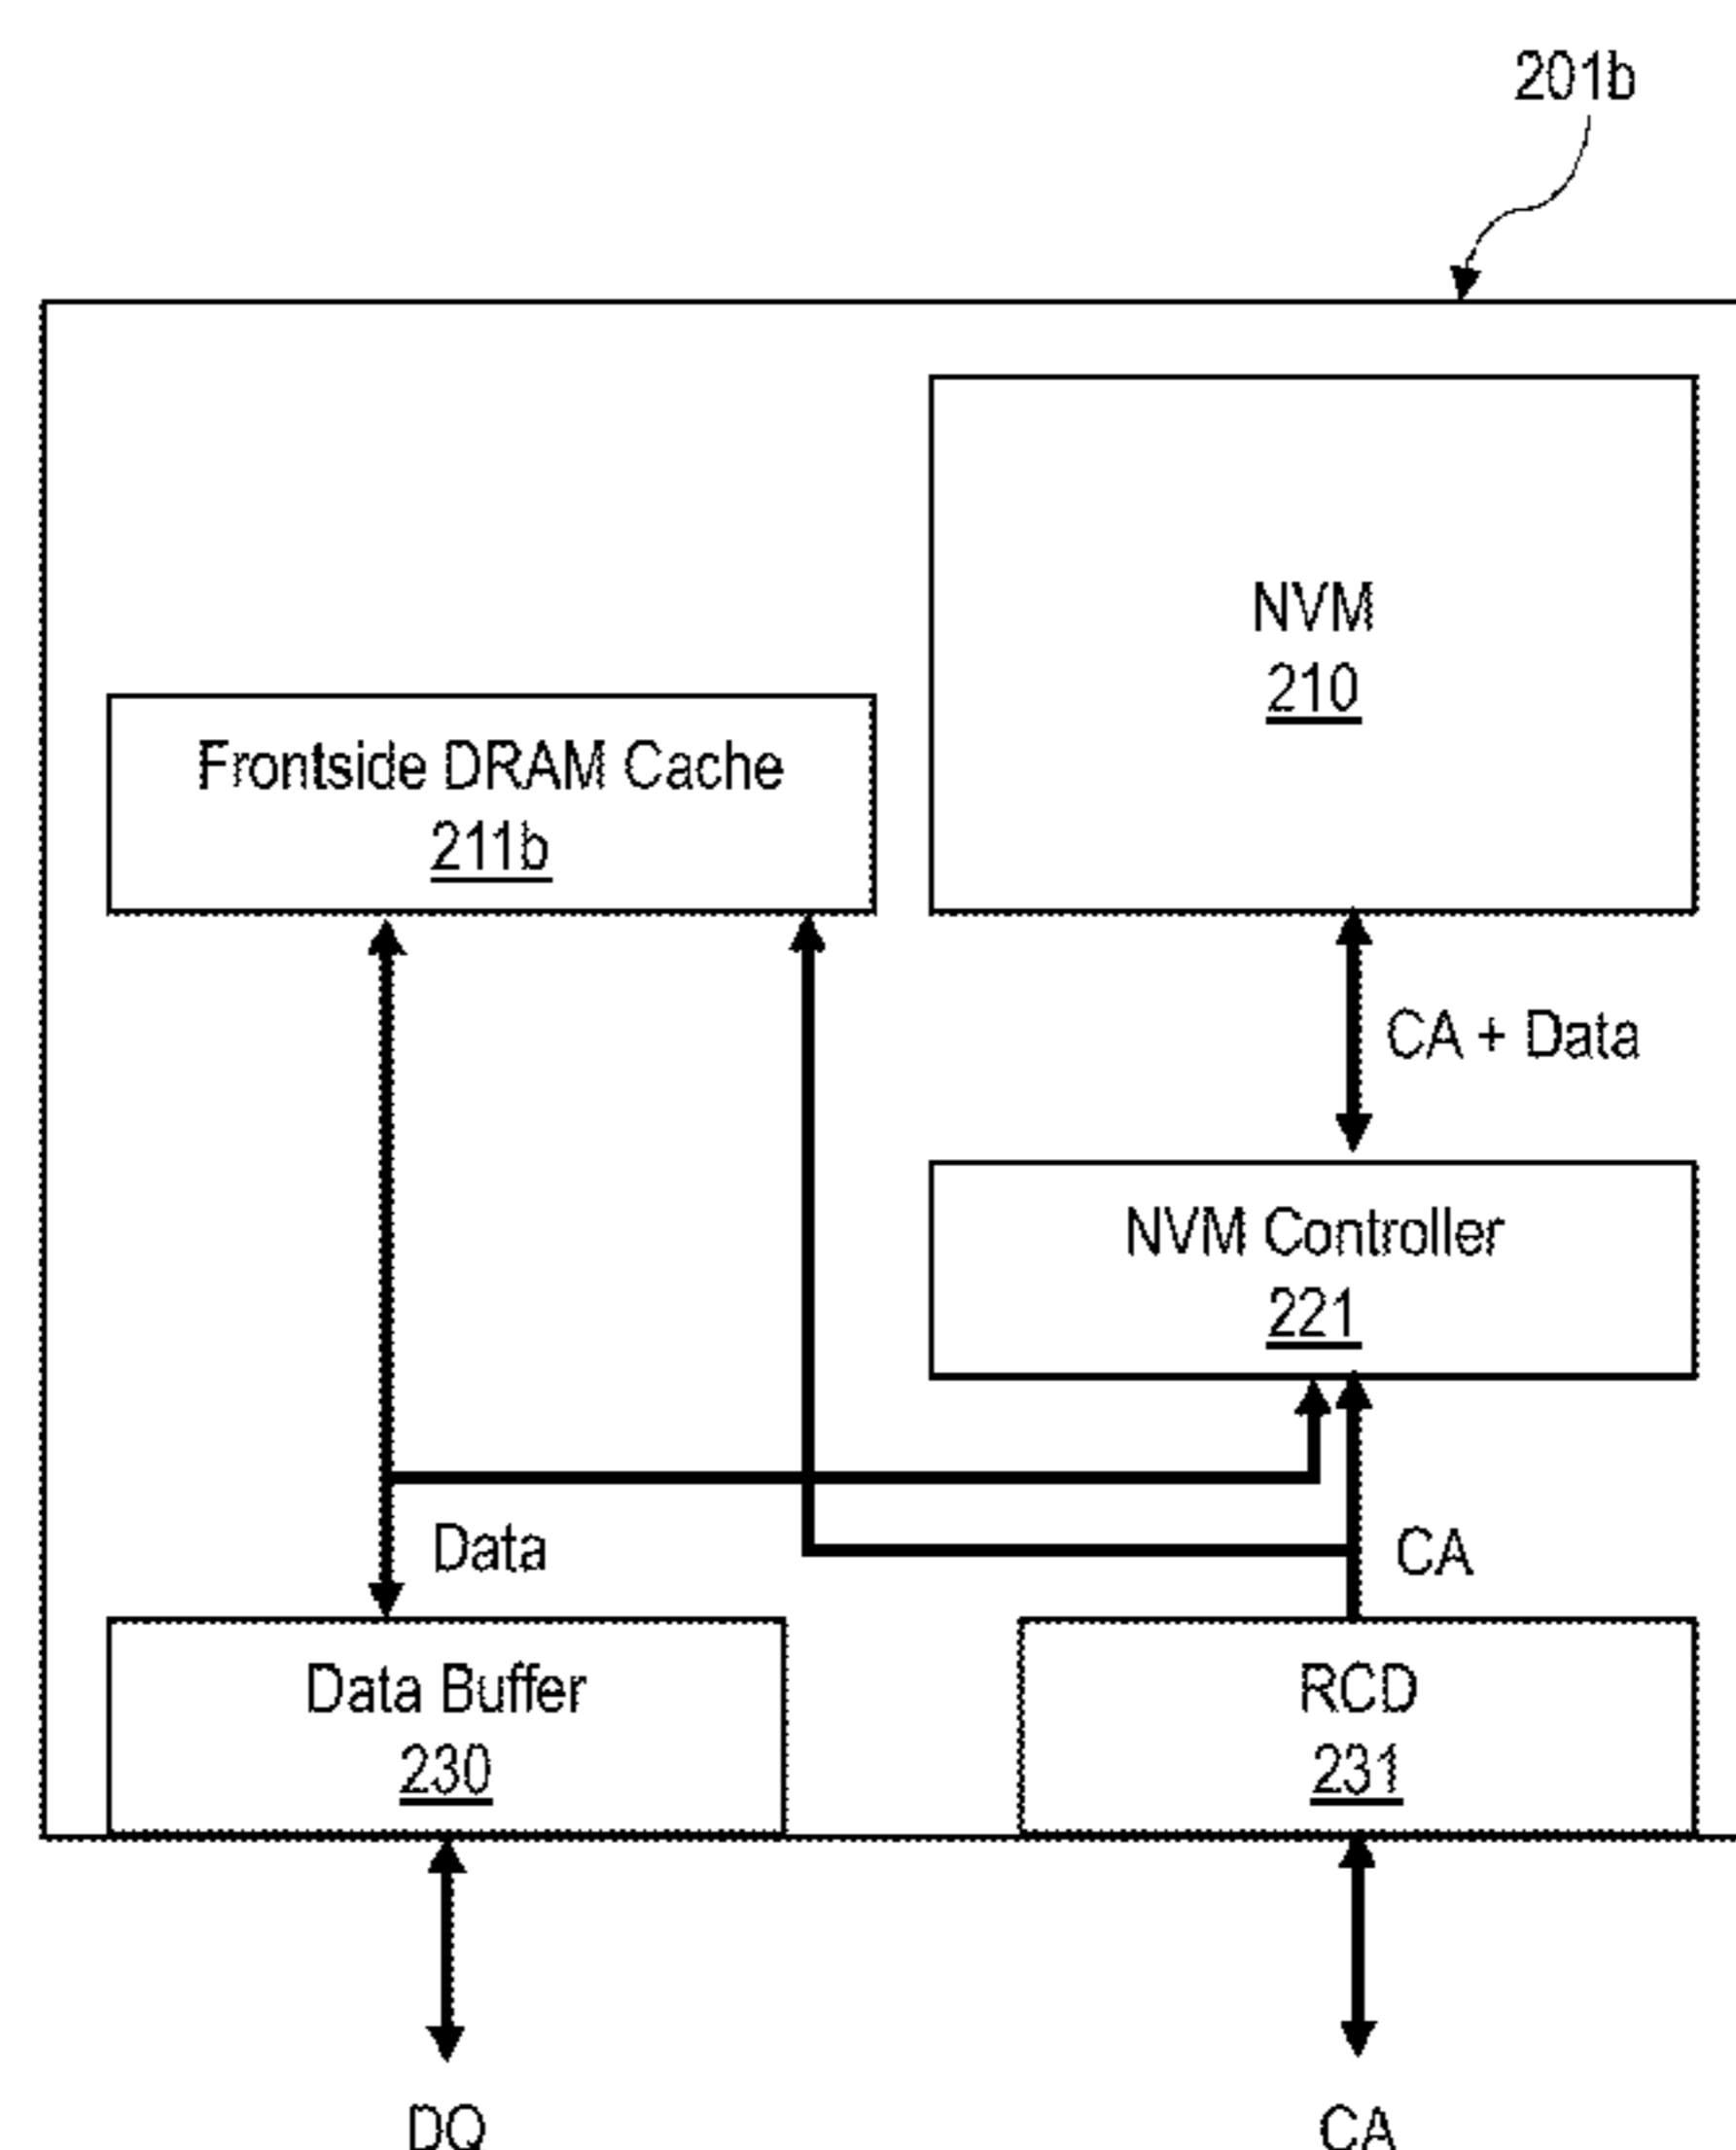 201b
NVM
210
Frontside DRAM Cache
211b
CA + Data
NVM Controller
221
Data
CA
Data Buffer
230
RCD
231
DQ
CA